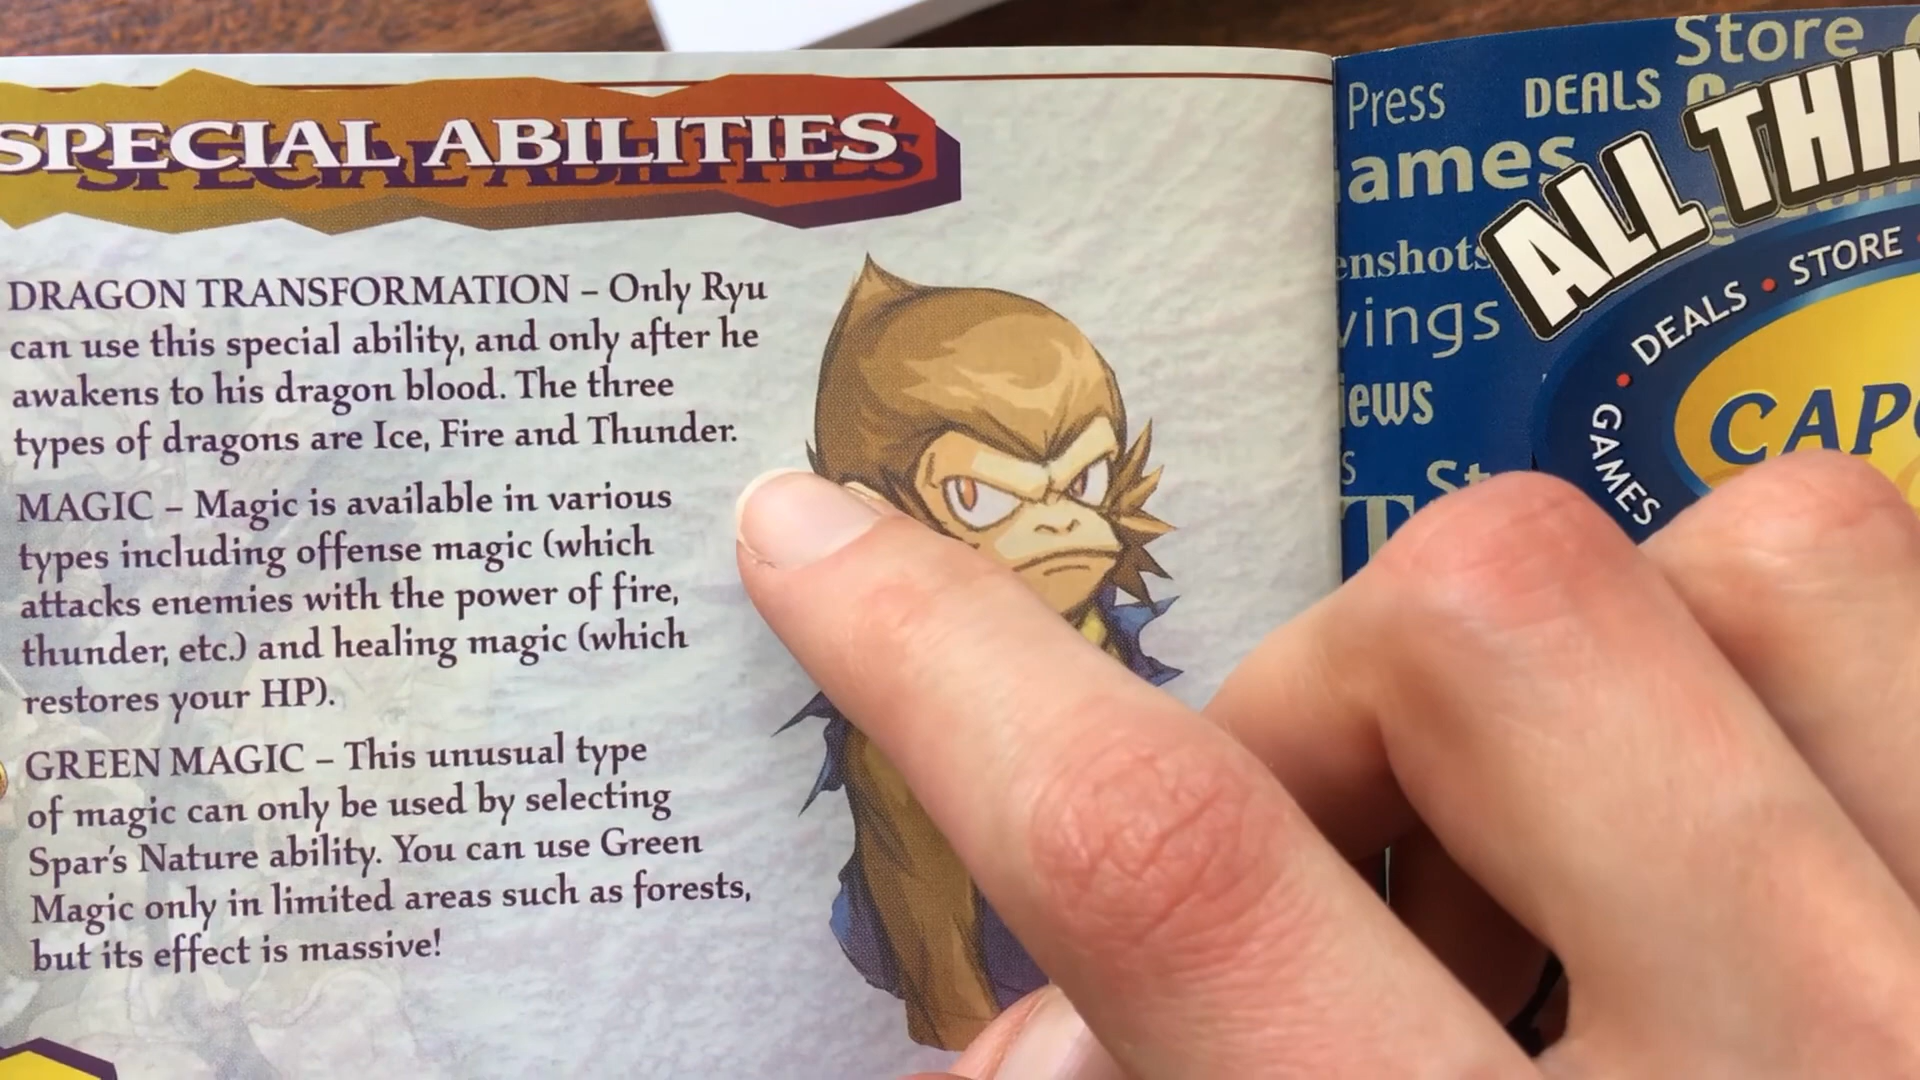 SPECIAL ABILITIES
DRAGON TRANSFORMATION – Only Ryu
can use this special ability, and only after he
awakens to his dragon blood. The three
types of dragons are Ice, Fire and Thunder.
MAGIC – Magic is available in various
types including offense magic (which
attacks enemies with the power of fire,
thunder, etc.) and healing magic (which
restores your HP).
GREEN MAGIC – This unusual type
of magic can only be used by selecting
Spar's Nature ability. You can use Green
Magic only in limited areas such as forests,
but its effect is massive!
Store
Press DEALS
ames
ALL THIN
enshots
ings
iews
St
GAMES • DEALS • STORE
CAPC